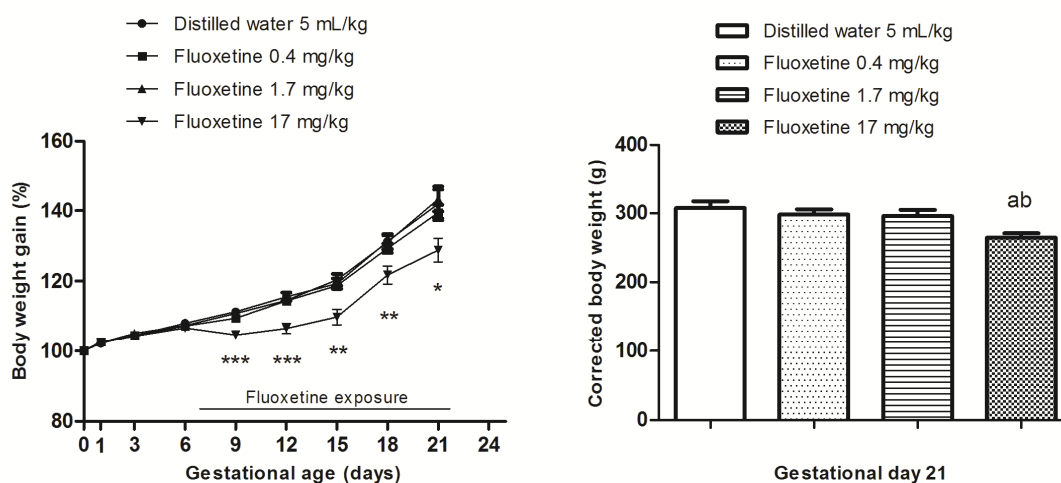 Distilled water 5 mL/kg
Fluoxetine 0.4 mg/kg
Fluoxetine 1.7 mg/kg
Fluoxetine 17 mg/kg
160
140
120
100
80
Body weight gain (%)
***
***
**
**
*
Fluoxetine exposure
0 1 3 6 9 12 15 18 21 24
Gestational age (days)
Distilled water 5 mL/kg
Fluoxetine 0.4 mg/kg
Fluoxetine 1.7 mg/kg
Fluoxetine 17 mg/kg
400
300
200
100
0
Corrected body weight (g)
ab
Gestational day 21